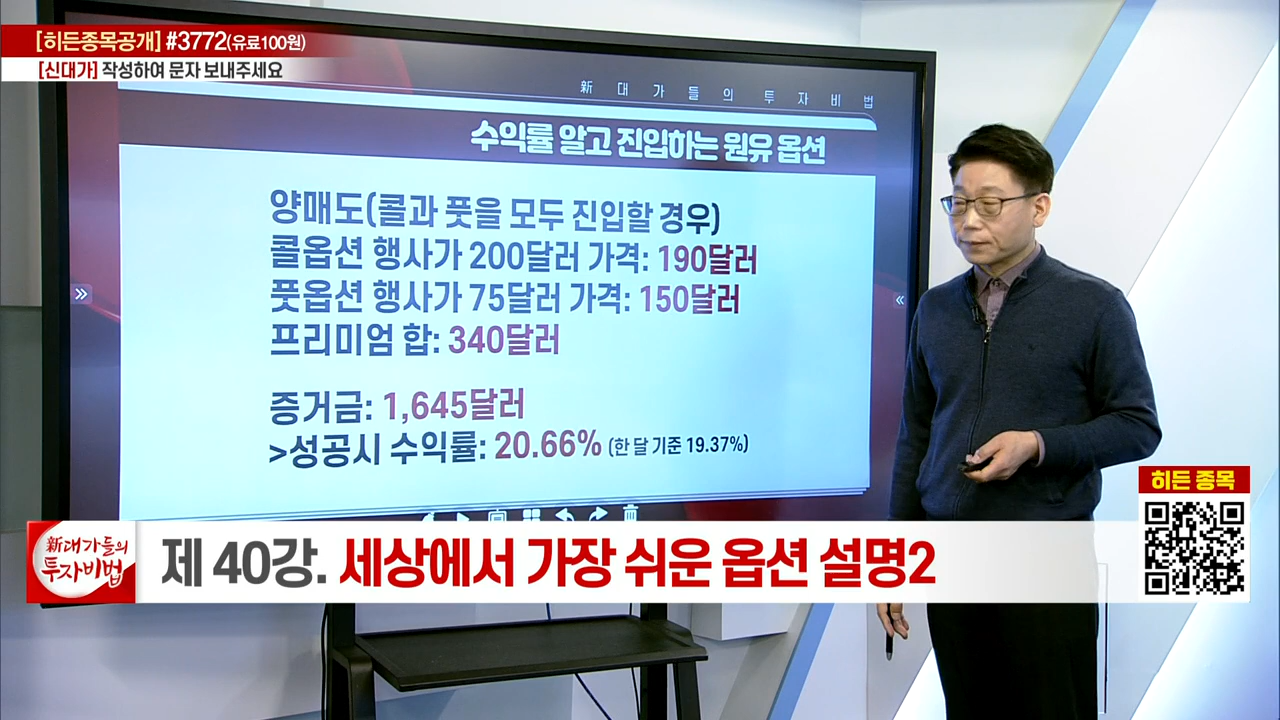 [히든종목공개] #3772(유료100원)
[신대가] 작성하여 문자 보내주세요
新 대 가 들 의 투 자 비 법
수익률 알고 진입하는 원유 옵션
양매도(콜과 풋을 모두 진입할 경우)
콜옵션 행사가 200달러 가격: 190달러
풋옵션 행사가 75달러 가격: 150달러
프리미엄 합: 340달러
증거금: 1,645달러
>성공시 수익률: 20.66% (한 달 기준 19.37%)
히든 종목
新대가들의
투자비법
제 40강. 세상에서 가장 쉬운 옵션 설명2